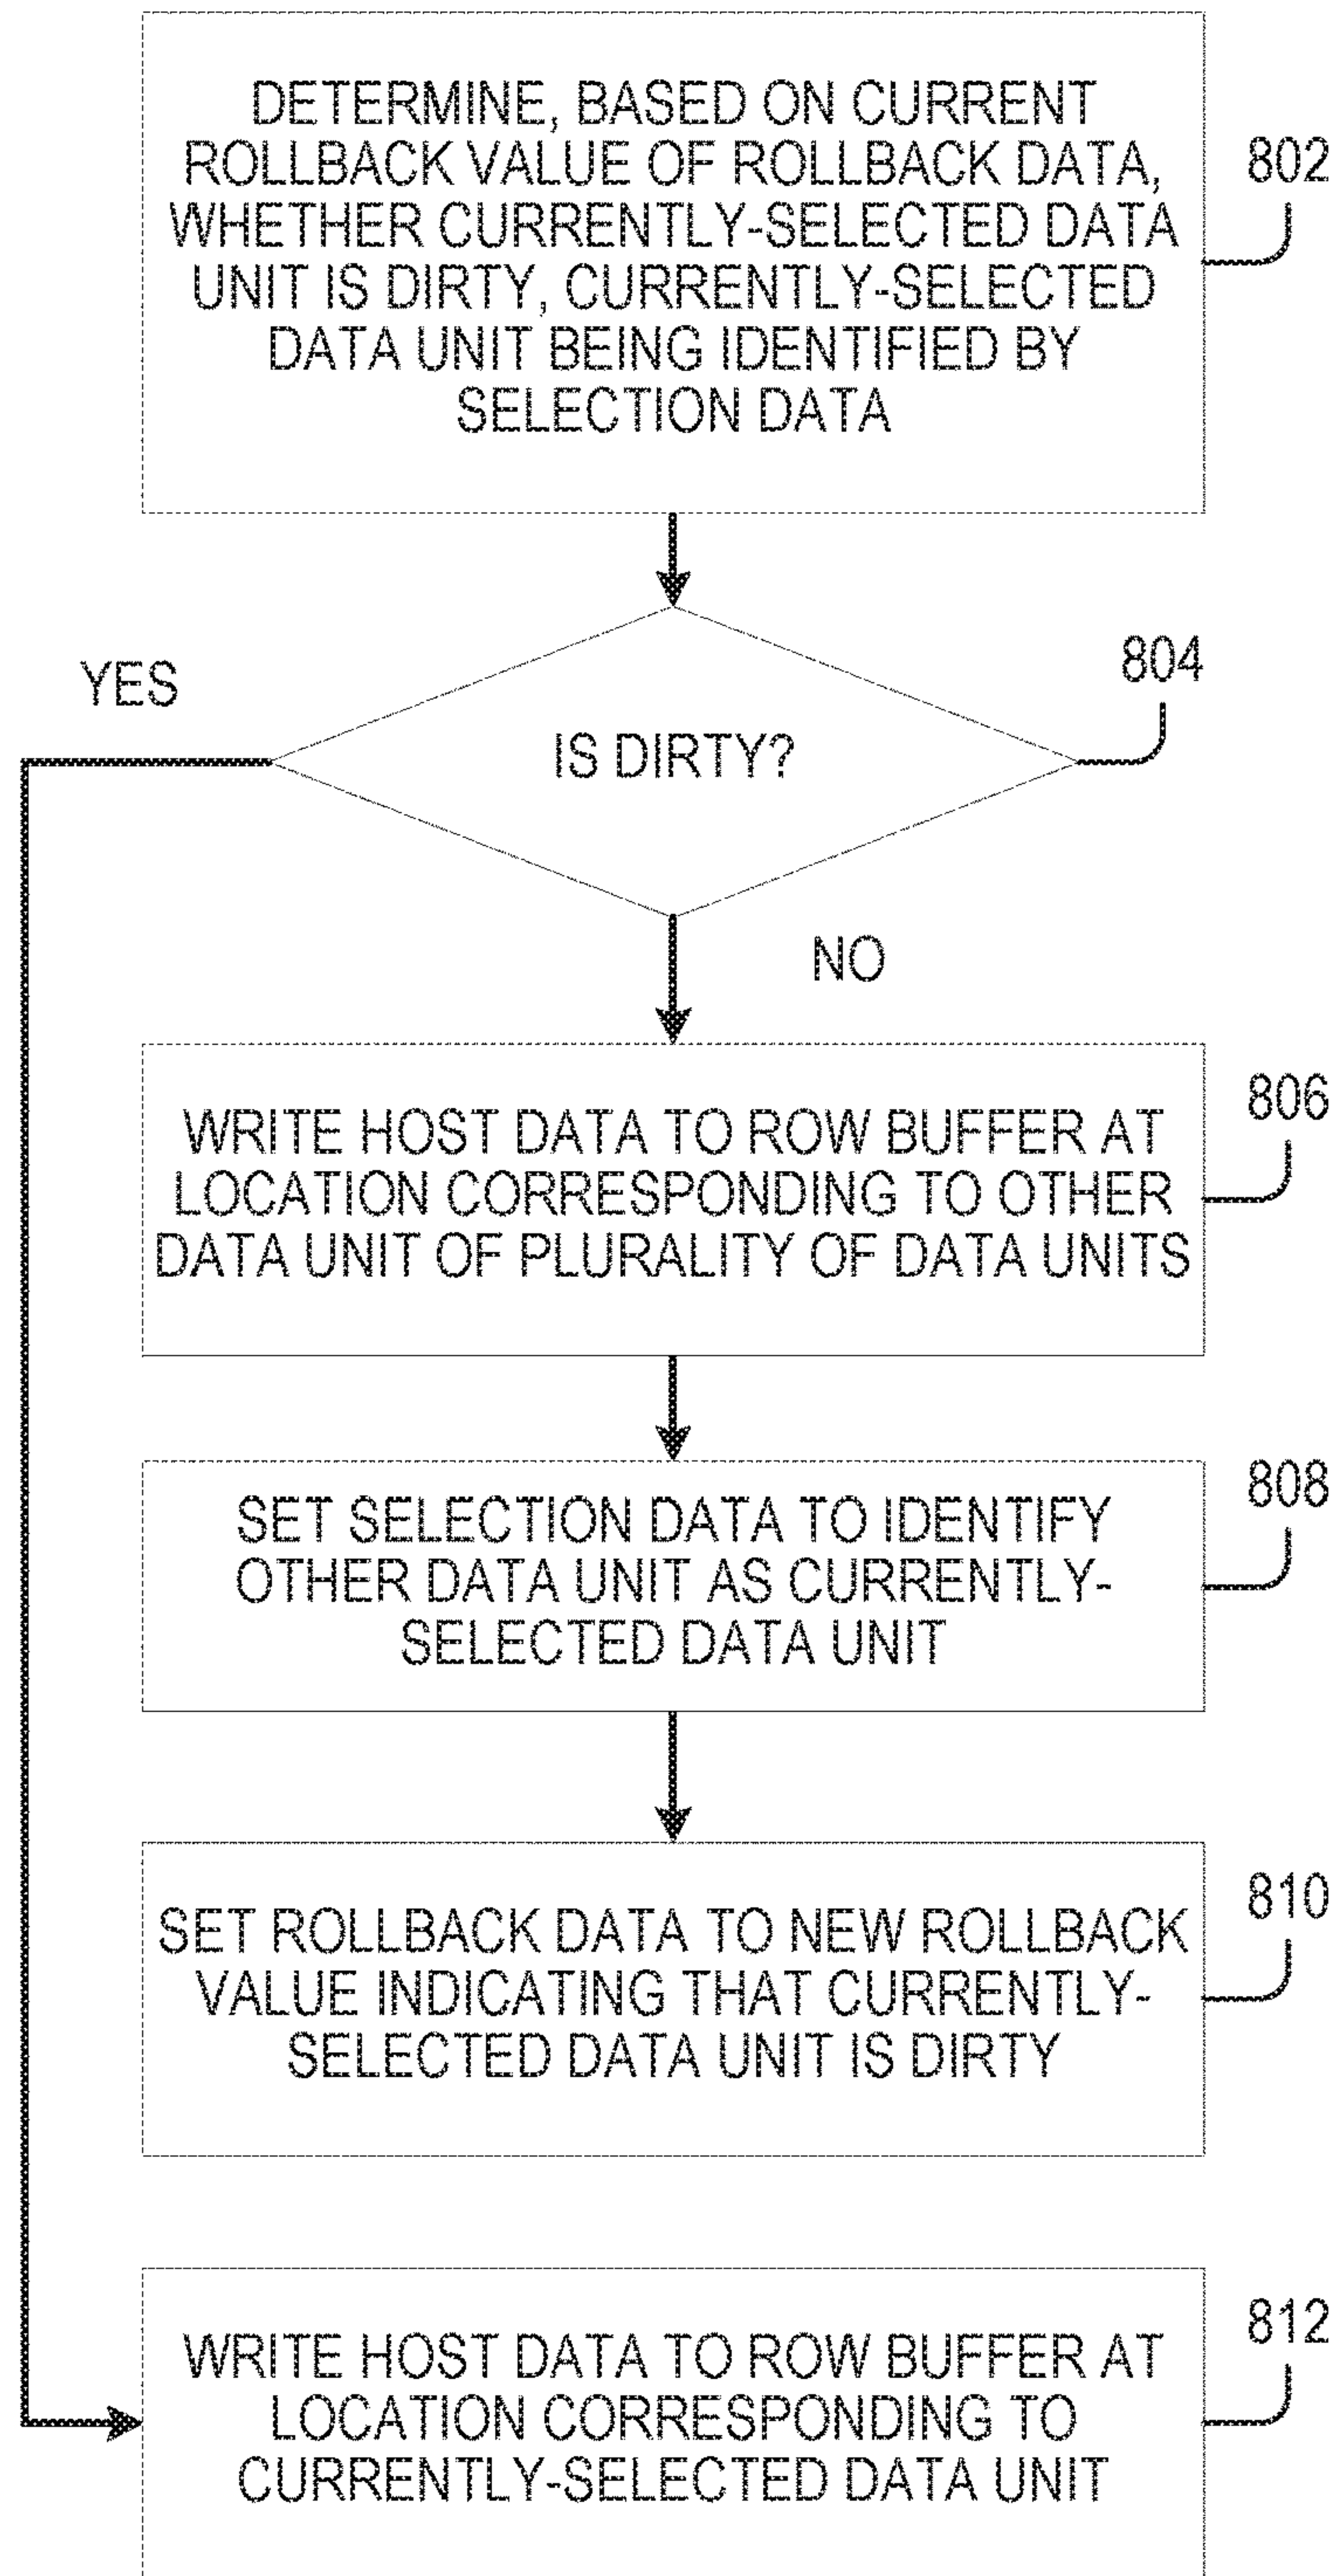 DETERMINE, BASED ON CURRENT
ROLLBACK VALUE OF ROLLBACK DATA,
WHETHER CURRENTLY-SELECTED DATA
UNIT IS DIRTY, CURRENTLY-SELECTED
DATA UNIT BEING IDENTIFIED BY
SELECTION DATA
802
YES
IS DIRTY?
804
NO
WRITE HOST DATA TO ROW BUFFER AT
LOCATION CORRESPONDING TO OTHER
DATA UNIT OF PLURALITY OF DATA UNITS
806
SET SELECTION DATA TO IDENTIFY
OTHER DATA UNIT AS CURRENTLY-
SELECTED DATA UNIT
808
SET ROLLBACK DATA TO NEW ROLLBACK
VALUE INDICATING THAT CURRENTLY-
SELECTED DATA UNIT IS DIRTY
810
WRITE HOST DATA TO ROW BUFFER AT
LOCATION CORRESPONDING TO
CURRENTLY-SELECTED DATA UNIT
812